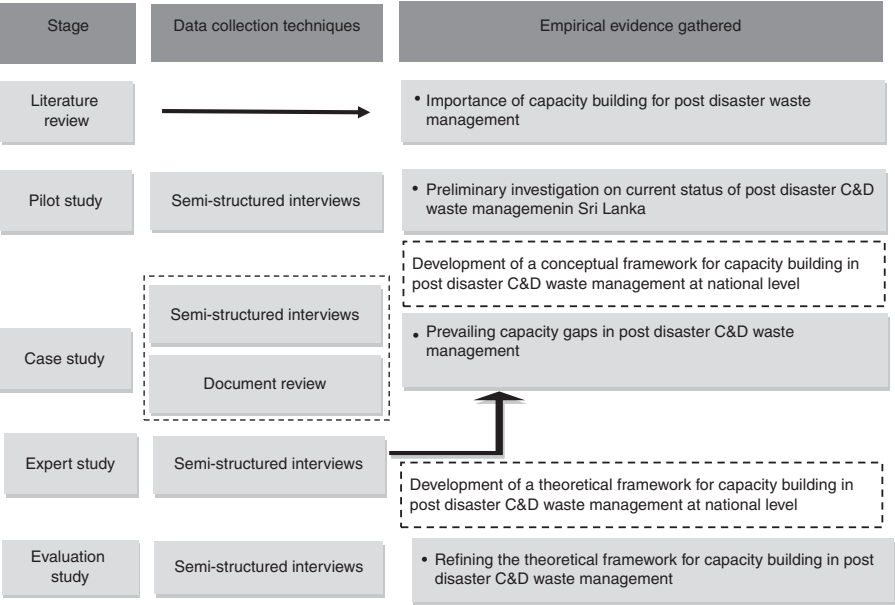 Stage
Data collection techniques
Empirical evidence gathered
Literature
review
• Importance of capacity building for post disaster waste
management
Pilot study
Semi-structured interviews
• Preliminary investigation on current status of post disaster C&D
waste managemenin Sri Lanka
Development of a conceptual framework for capacity building in
post disaster C&D waste management at national level
Case study
Semi-structured interviews
Document review
• Prevailing capacity gaps in post disaster C&D waste
management
Expert study
Semi-structured interviews
Development of a theoretical framework for capacity building in
post disaster C&D waste management at national level
Evaluation
study
Semi-structured interviews
• Refining the theoretical framework for capacity building in post
disaster C&D waste management